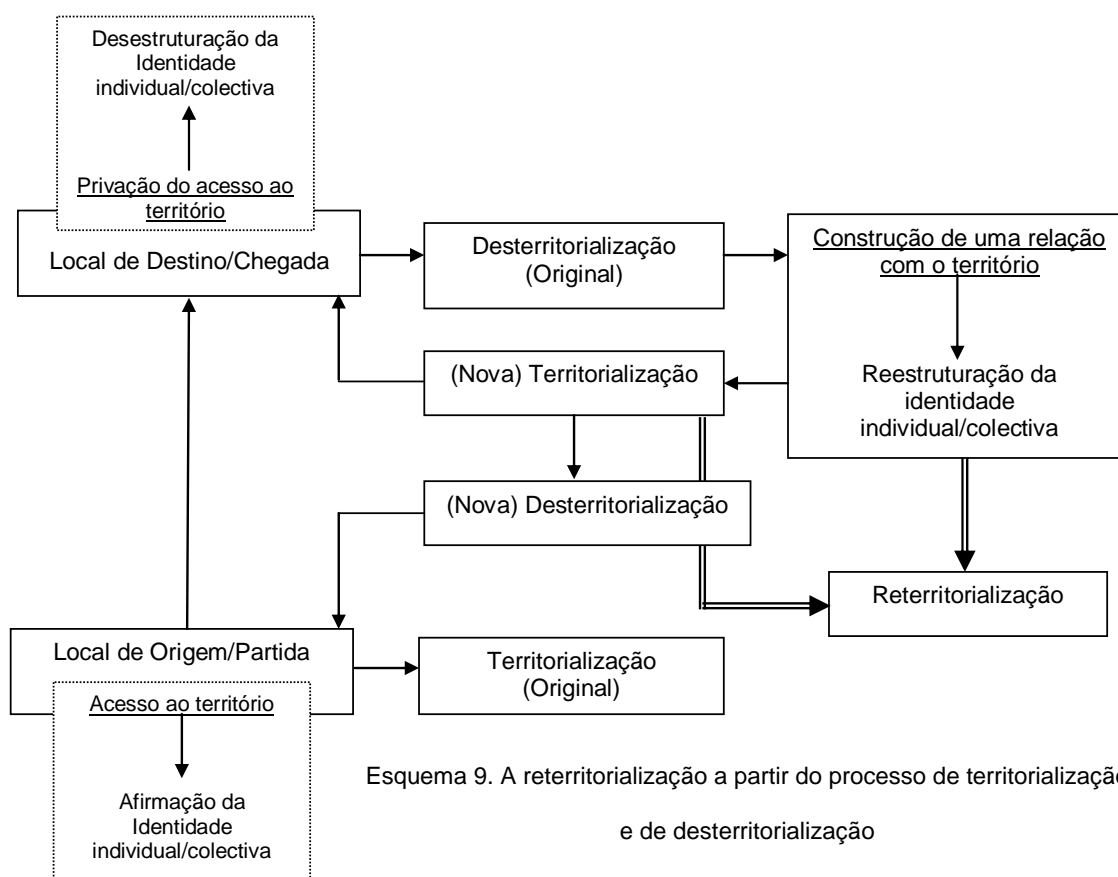 Desestruturação da
Identidade
individual/colectiva
Privação do acesso ao
território
Local de Destino/Chegada
Desterritorialização
(Original)
Construção de uma relação
com o território
Reestruturação da
identidade
individual/colectiva
(Nova) Territorialização
(Nova) Desterritorialização
Reterritorialização
Local de Origem/Partida
Territorialização
(Original)
Acesso ao território
Afirmação da
Identidade
individual/colectiva
Esquema 9. A reterritorialização a partir do processo de territorializaçã
e de desterritorialização